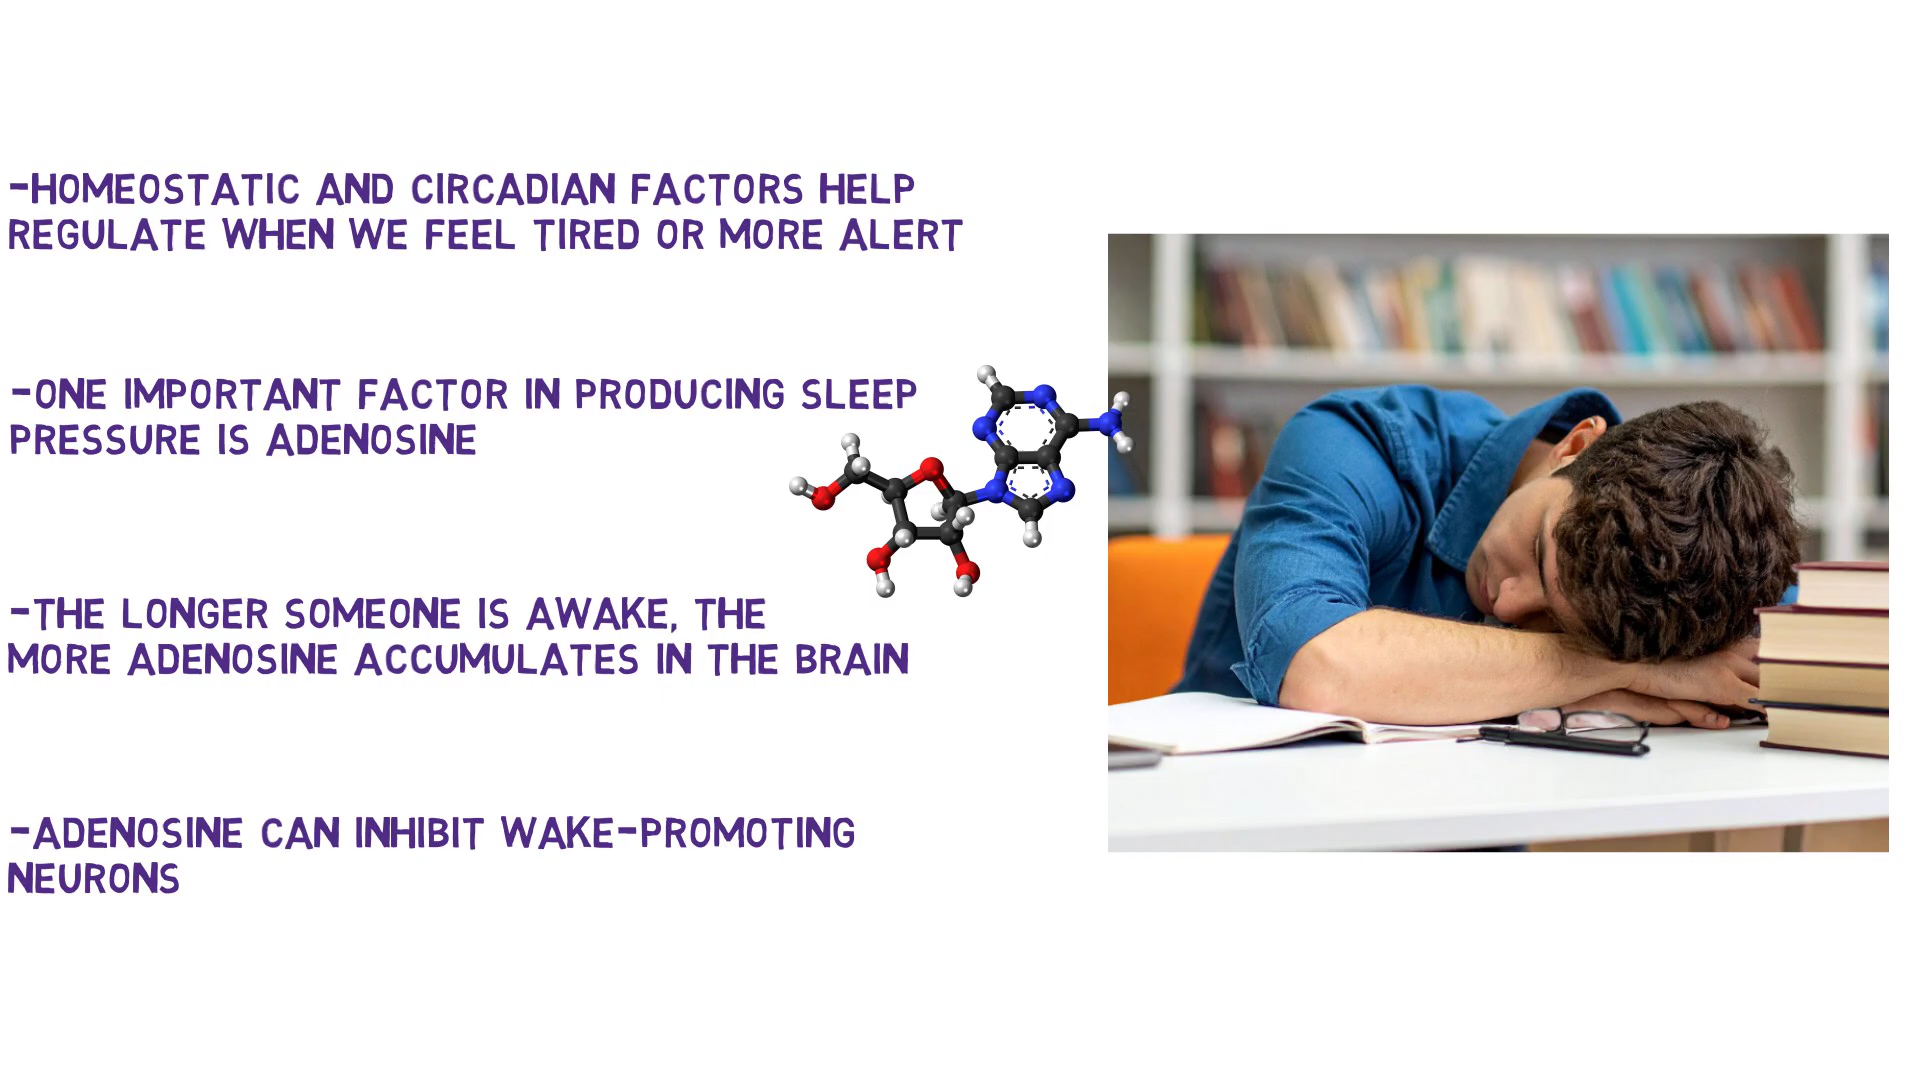 -HOMEOSTATIC AND CIRCADIAN FACTORS HELP
REGULATE WHEN WE FEEL TIRED OR MORE ALERT
-ONE IMPORTANT FACTOR IN PRODUCING SLEEP
PRESSURE IS ADENOSINE
-THE LONGER SOMEONE IS AWAKE, THE
MORE ADENOSINE ACCUMULATES IN THE BRAIN
-ADENOSINE CAN INHIBIT WAKE-PROMOTING
NEURONS